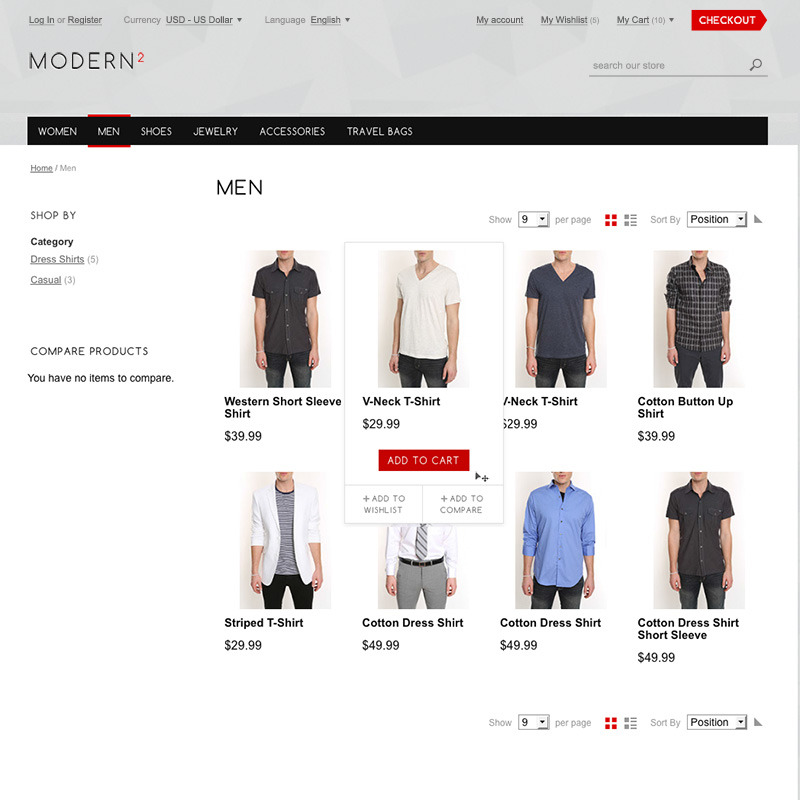 Log In or Register Currency USD - US Dollar Language English My account My Wishlist (5) My Cart (10) CHECKOUT
MODERN2
search our store
WOMEN MEN SHOES JEWELRY ACCESSORIES TRAVEL BAGS
Home / Men
MEN
SHOP BY
Show 9 per page Sort By Position
Category
Dress Shirts (5)
Casual (3)
COMPARE PRODUCTS
You have no items to compare.
Western Short Sleeve
Shirt
$39.99
V-Neck T-Shirt
$29.99
ADD TO CART
+ ADD TO
WISHLIST
+ ADD TO
COMPARE
V-Neck T-Shirt
$29.99
Cotton Button Up
Shirt
$39.99
Striped T-Shirt
$29.99
Cotton Dress Shirt
$49.99
Cotton Dress Shirt
$49.99
Cotton Dress Shirt
Short Sleeve
$49.99
Show 9 per page Sort By Position